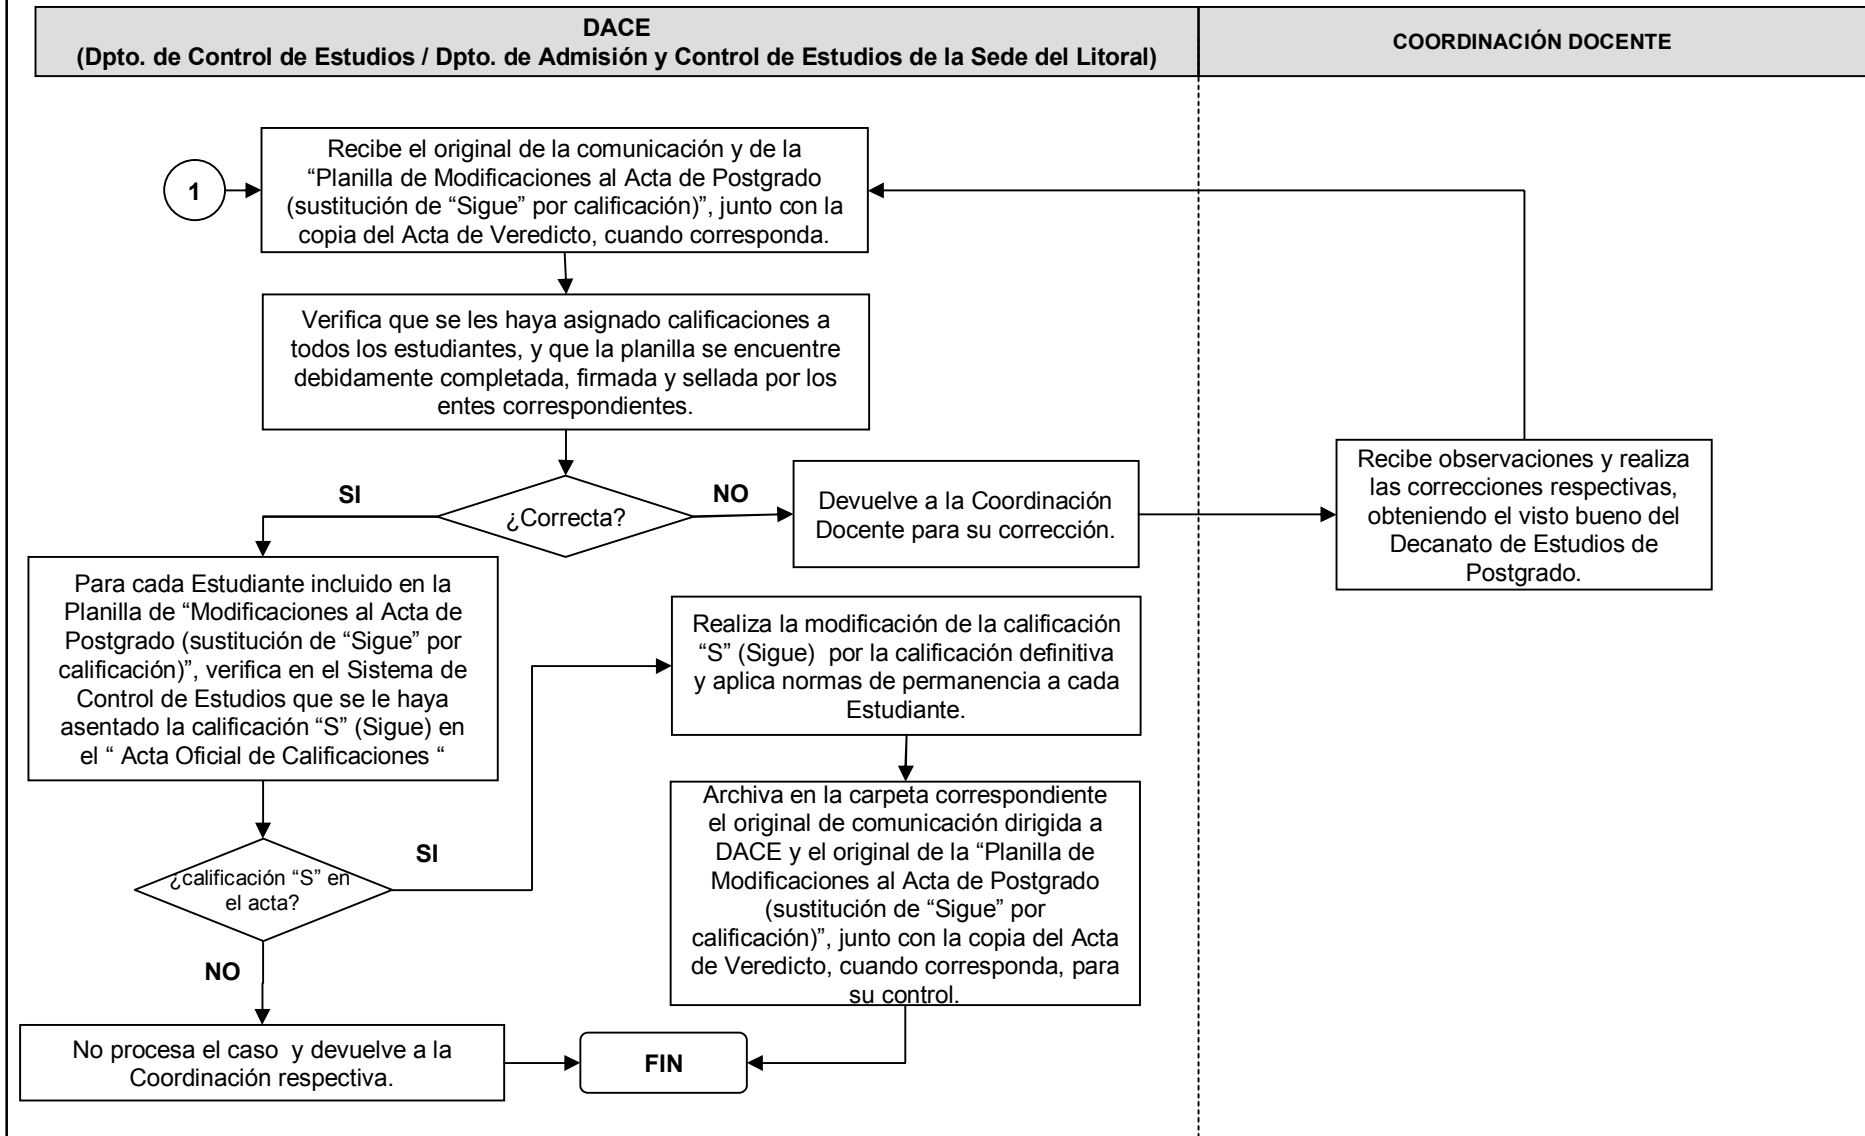 DACE
(Dpto. de Control de Estudios / Dpto. de Admisión y Control de Estudios de la Sede del Litoral)
COORDINACIÓN DOCENTE
1
Recibe el original de la comunicación y de la
“Planilla de Modificaciones al Acta de Postgrado
(sustitución de “Sigue” por calificación)”, junto con la
copia del Acta de Veredicto, cuando corresponda.
Verifica que se les haya asignado calificaciones a
todos los estudiantes, y que la planilla se encuentre
debidamente completada, firmada y sellada por los
entes correspondientes.
SI
¿Correcta?
NO
Devuelve a la Coordinación
Docente para su corrección.
Recibe observaciones y realiza
las correcciones respectivas,
obteniendo el visto bueno del
Decanato de Estudios de
Postgrado.
Para cada Estudiante incluido en la
Planilla de “Modificaciones al Acta de
Postgrado (sustitución de “Sigue” por
calificación)”, verifica en el Sistema de
Control de Estudios que se le haya
asentado la calificación “S” (Sigue) en
el “ Acta Oficial de Calificaciones “
Realiza la modificación de la calificación
“S” (Sigue)  por la calificación definitiva
y aplica normas de permanencia a cada
Estudiante.
Archiva en la carpeta correspondiente
el original de comunicación dirigida a
DACE y el original de la “Planilla de
Modificaciones al Acta de Postgrado
(sustitución de “Sigue” por
calificación)”, junto con la copia del Acta
de Veredicto, cuando corresponda, para
su control.
¿calificación “S” en
el acta?
SI
NO
No procesa el caso  y devuelve a la
Coordinación respectiva.
FIN